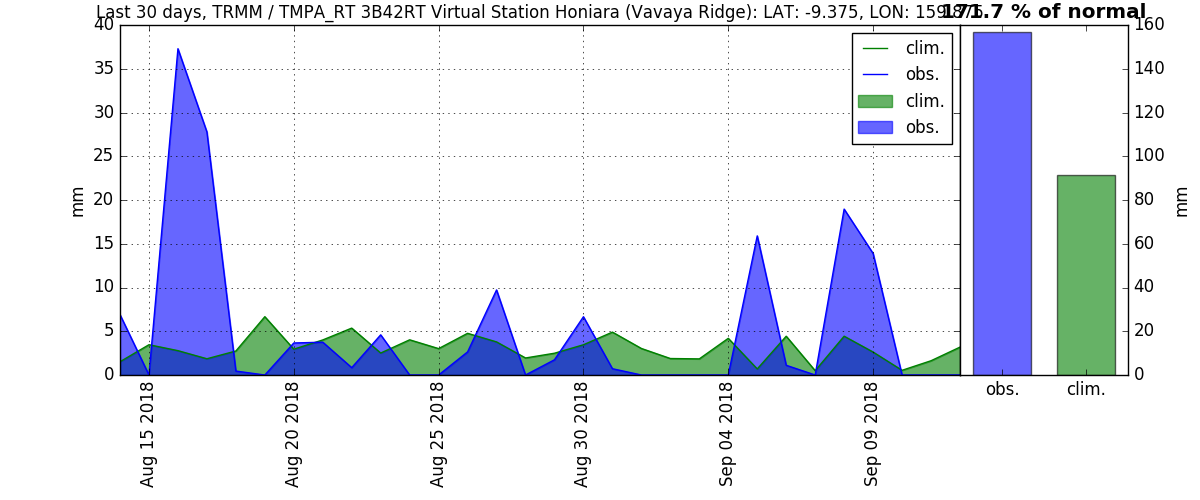 Last 30 days, TRMM / TMPA_RT 3B42RT Virtual Station Honiara (Vavaya Ridge): LAT: -9.375, LON:
171.7 % of normal
40
35
30
25
20
15
10
5
0
mm
clim.
obs.
clim.
obs.
Aug 15 2018
Aug 20 2018
Aug 25 2018
Aug 30 2018
Sep 04 2018
Sep 09 2018
160
140
120
100
80
60
40
20
0
mm
obs.
clim.